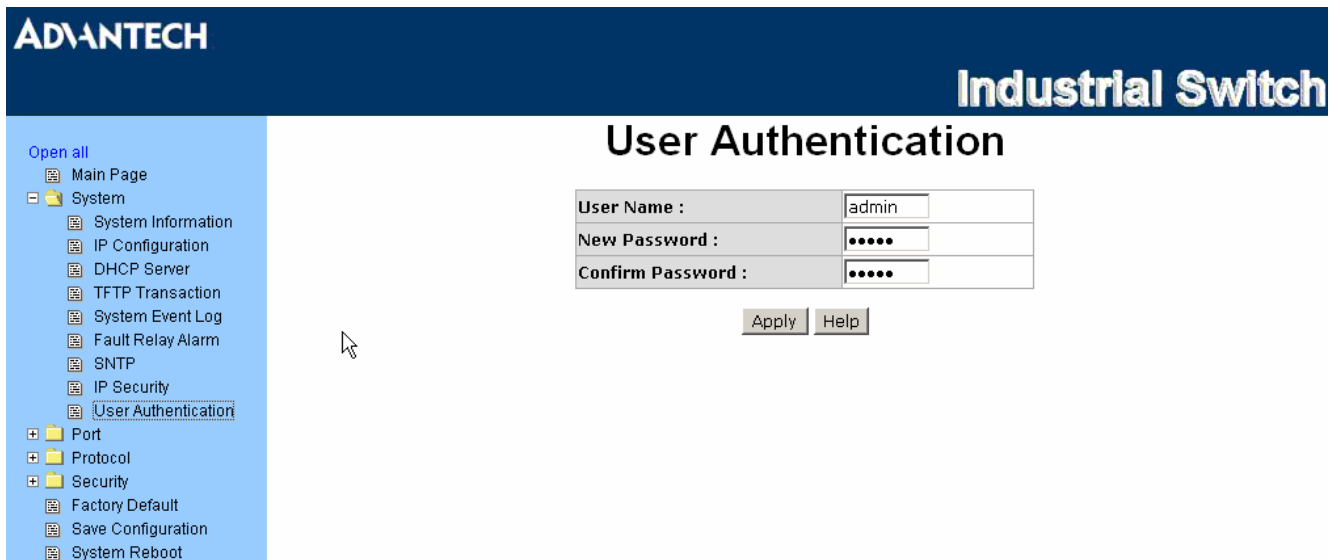 ADVANTECH
Industrial Switch
Open all
Main Page
System
System Information
IP Configuration
DHCP Server
TFTP Transaction
System Event Log
Fault Relay Alarm
SNTP
IP Security
User Authentication
Port
Protocol
Security
Factory Default
Save Configuration
System Reboot
User Authentication
User Name : admin
New Password : •••••
Confirm Password : •••••
Apply Help